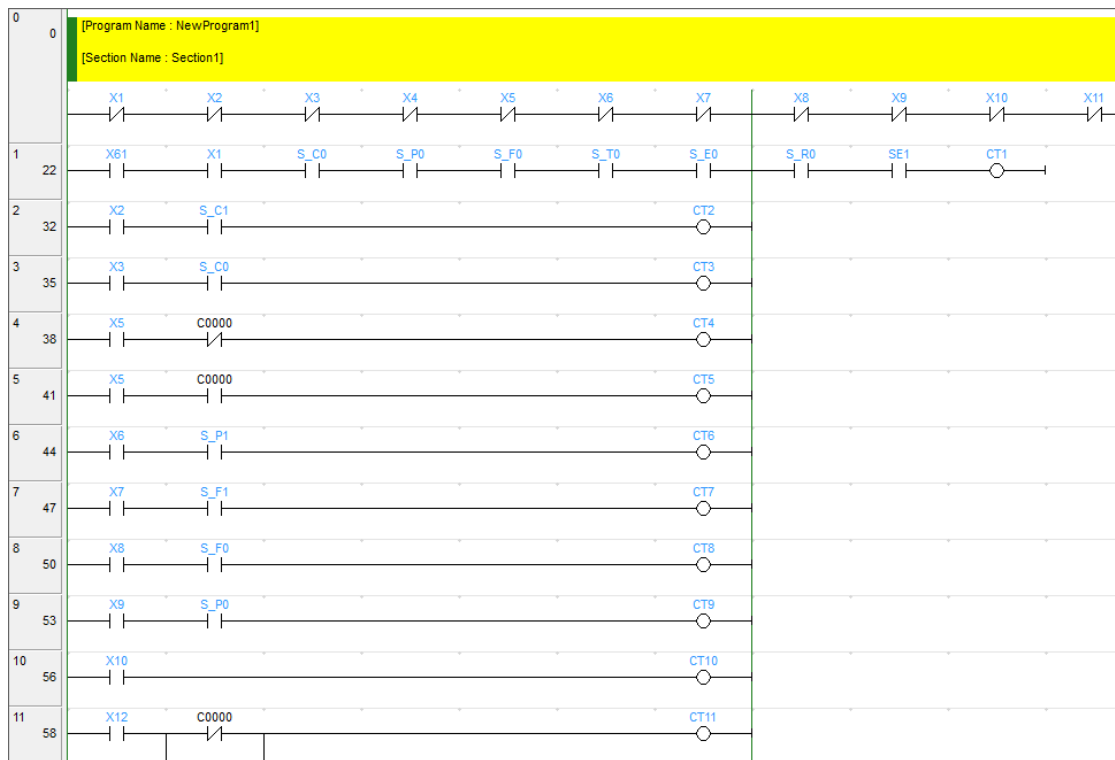 0
0
[Program Name : NewProgram1]
[Section Name : Section1]
X1 X2 X3 X4 X5 X6 X7 X8 X9 X10 X11
1
X61 X1 S_C0 S_P0 S_F0 S_T0 S_E0 S_R0 SE1 CT1
22
2
X2 S_C1 CT2
32
3
X3 S_C0 CT3
35
4
X5 C0000 CT4
38
5
X5 C0000 CT5
41
6
X6 S_P1 CT6
44
7
X7 S_F1 CT7
47
8
X8 S_F0 CT8
50
9
X9 S_P0 CT9
53
10
X10 CT10
56
11
X12 C0000 CT11
58